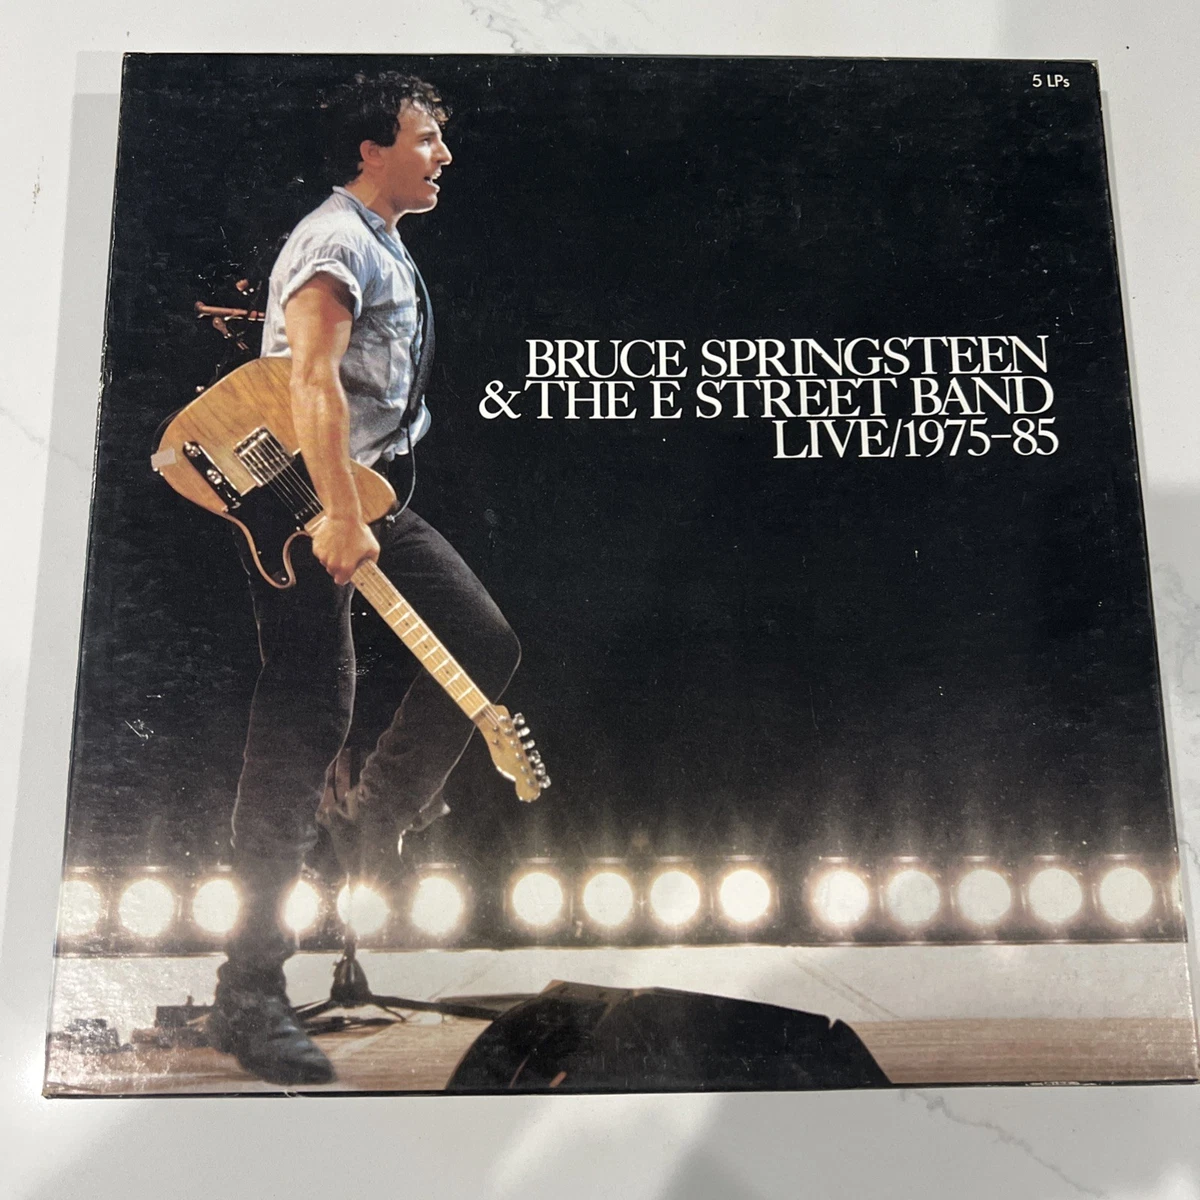 5 LPs
BRUCE SPRINGSTEEN
& THE E STREET BAND
LIVE/1975–85